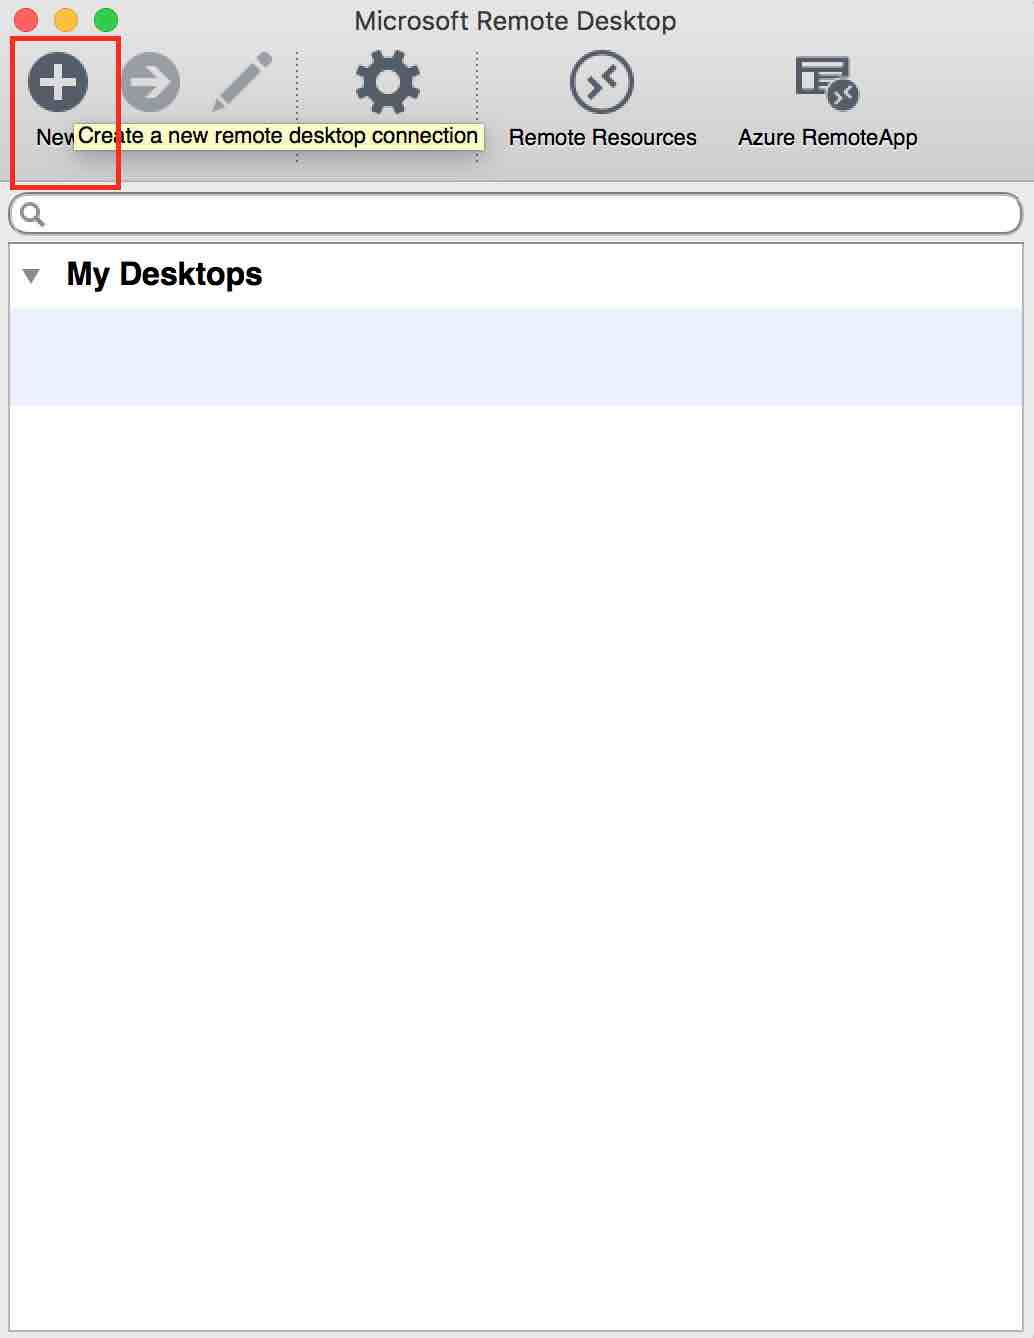 Microsoft Remote Desktop
New
Create a new remote desktop connection
Remote Resources
Azure RemoteApp
My Desktops